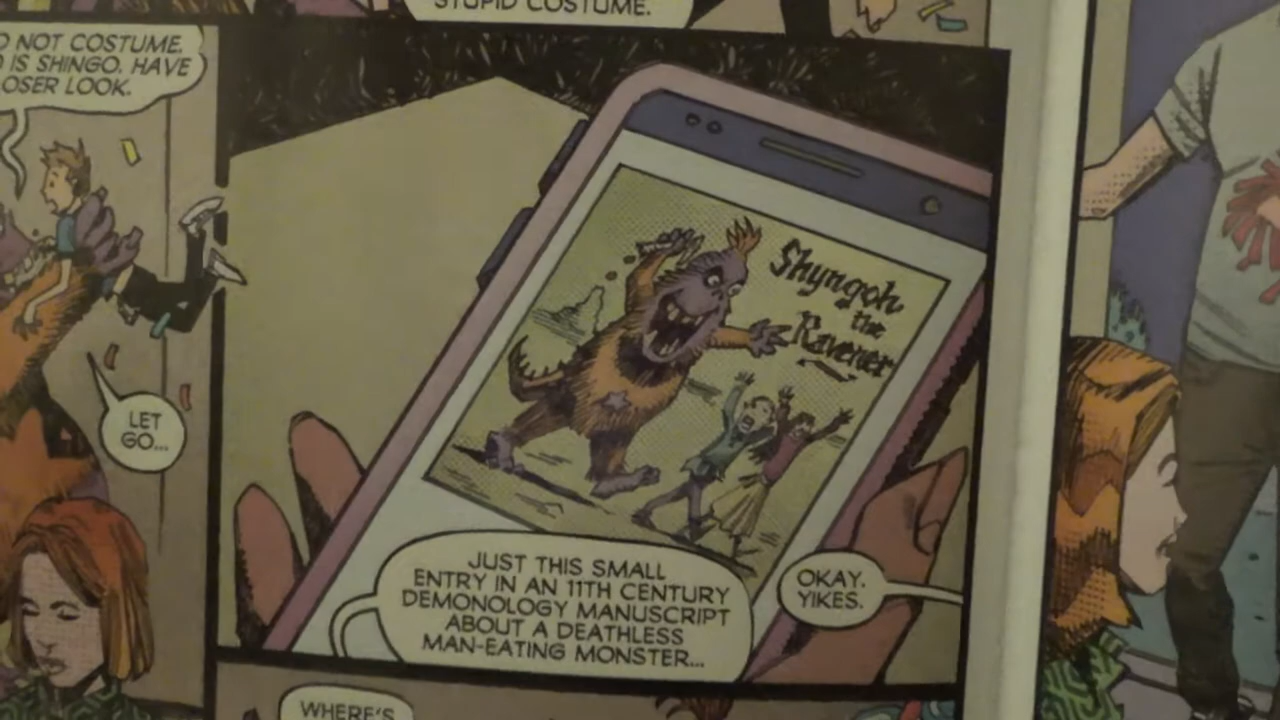 STUPID COSTUME.
NOT COSTUME.
IS SHINGO. HAVE
OSER LOOK.
LET
GO...
Shyngoh
the
Ravener
JUST THIS SMALL
ENTRY IN AN 11TH CENTURY
DEMONOLOGY MANUSCRIPT
ABOUT A DEATHLESS
MAN-EATING MONSTER...
OKAY.
YIKES.
WHERE'S